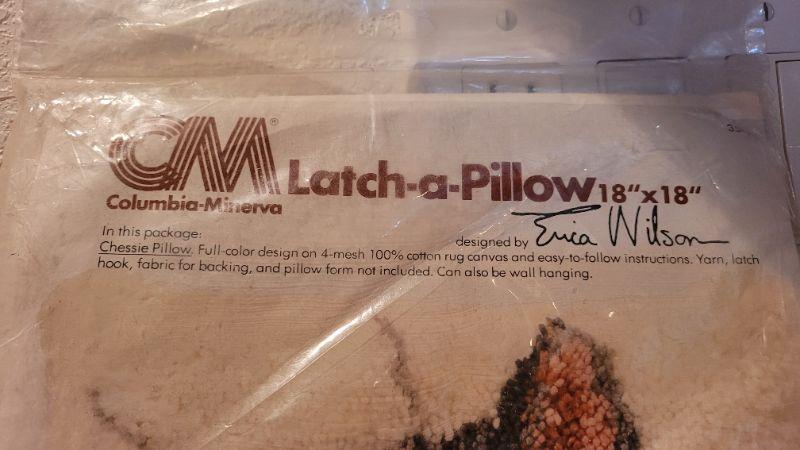 CM®
Columbia-Minerva
Latch-a-Pillow 18"x18"
designed by Erica Wilson
In this package:
Chessie Pillow. Full-color design on 4-mesh 100% cotton rug canvas and easy-to-follow instructions. Yarn, latch
hook, fabric for backing, and pillow form not included. Can also be wall hanging.